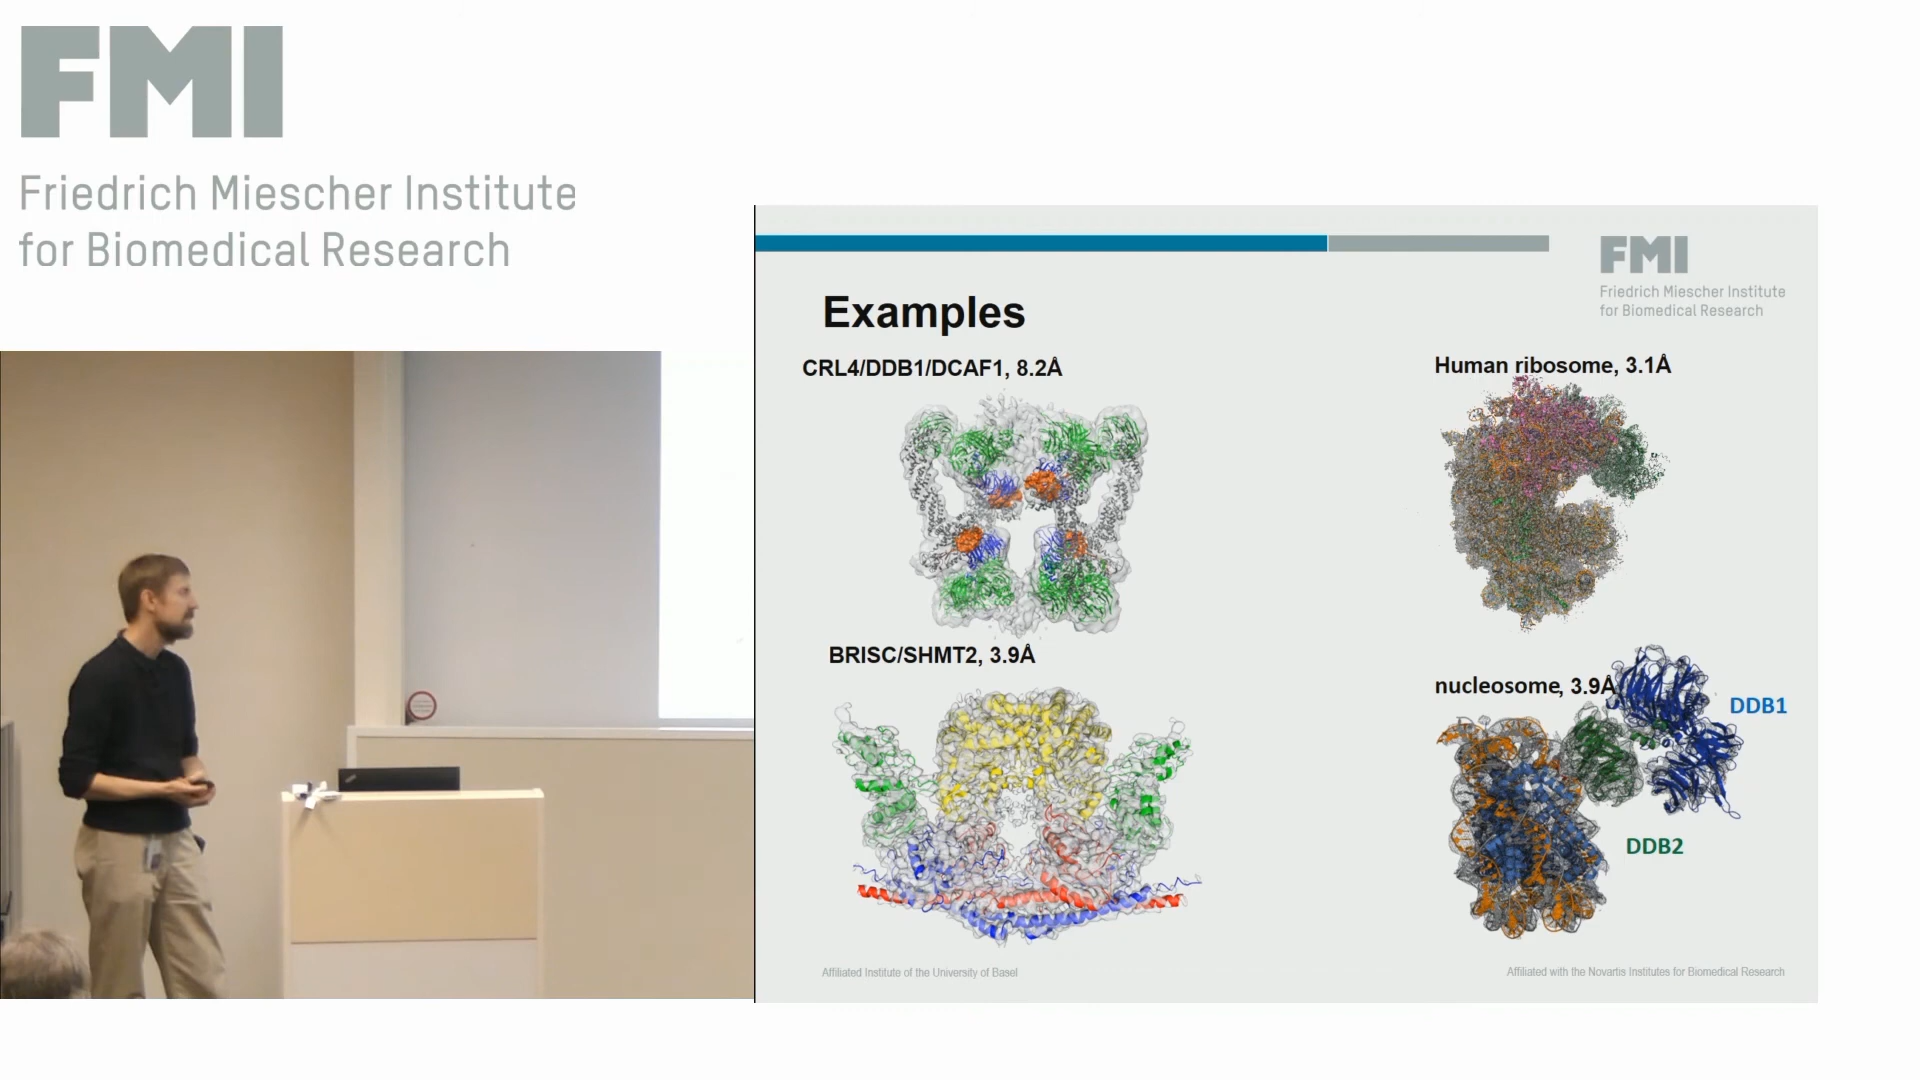 FMI
Friedrich Miescher Institute
for Biomedical Research
FMI
Friedrich Miescher Institute
for Biomedical Research
Examples
CRL4/DDB1/DCAF1, 8.2Å
Human ribosome, 3.1Å
BRISC/SHMT2, 3.9Å
nucleosome, 3.9Å
DDB1
DDB2
Affiliated Institute of the University of Basel
Affiliated with the Novartis Institutes for Biomedical Research